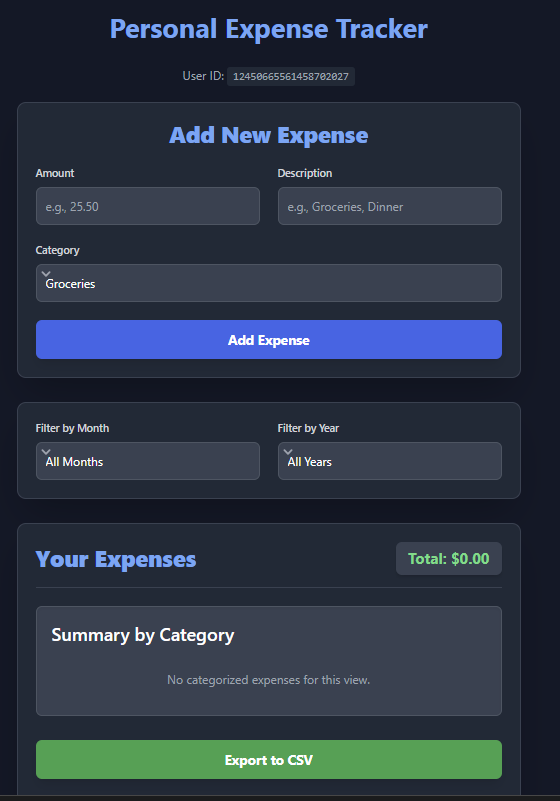 Personal Expense Tracker
User ID: 12450665561458702027
Add New Expense
Amount
Description
e.g., 25.50
e.g., Groceries, Dinner
Category
Groceries
Add Expense
Filter by Month
Filter by Year
All Months
All Years
Your Expenses
Total: $0.00
Summary by Category
No categorized expenses for this view.
Export to CSV